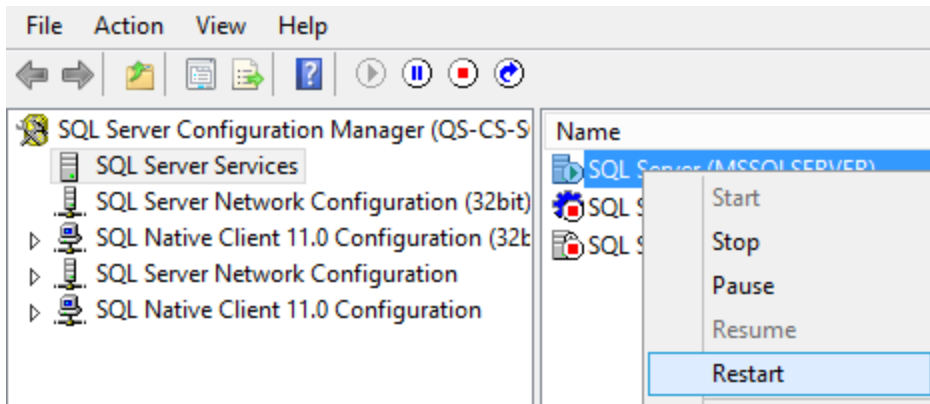 File Action View Help
SQL Server Configuration Manager (QS-CS-S
SQL Server Services
SQL Server Network Configuration (32bit)
SQL Native Client 11.0 Configuration (32b
SQL Server Network Configuration
SQL Native Client 11.0 Configuration
Name
SQL Server (MSSQLSERVER)
SQL S
SQL S
Start
Stop
Pause
Resume
Restart